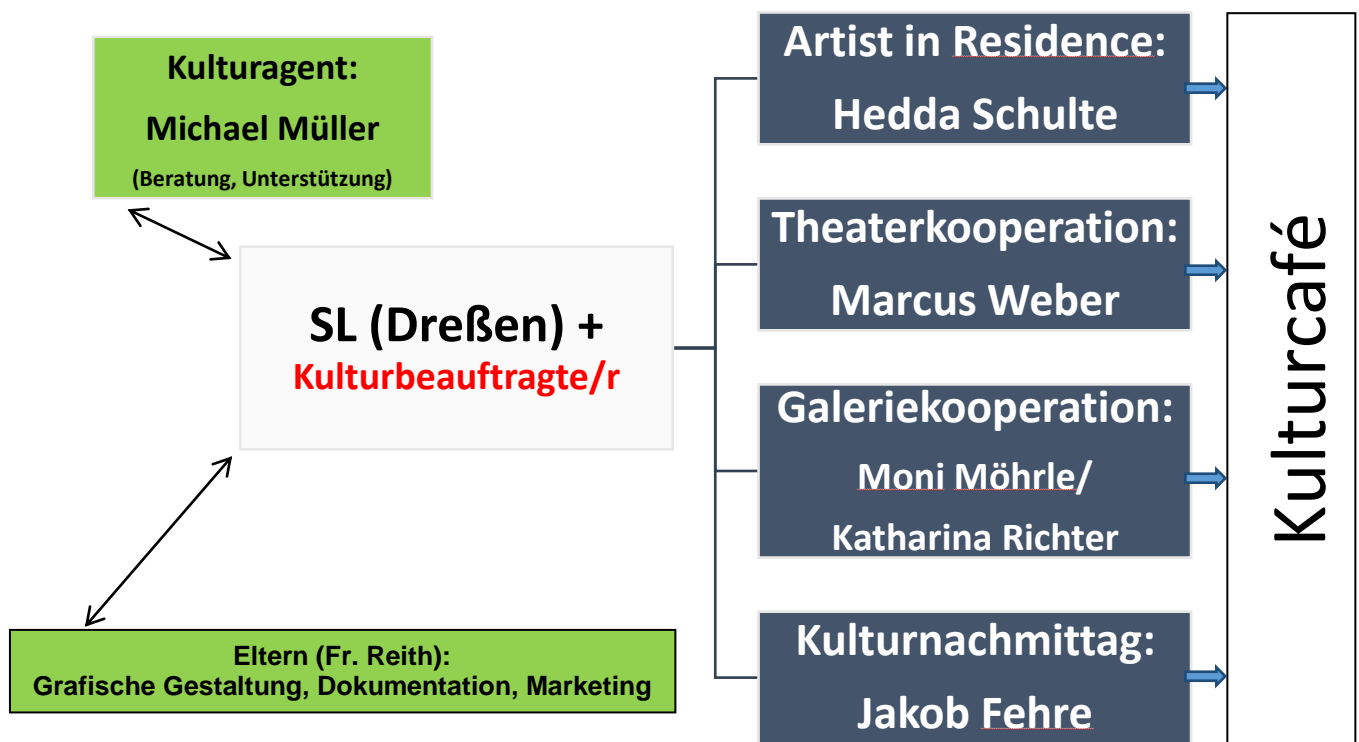 Kulturagent:
Michael Müller
(Beratung, Unterstützung)
SL (Dreßen) +
Kulturbeauftragte/r
Eltern (Fr. Reith):
Grafische Gestaltung, Dokumentation, Marketing
Artist in Residence:
Hedda Schulte
Theaterkooperation:
Marcus Weber
Galeriekooperation:
Moni Möhrle/
Katharina Richter
Kulturnachmittag:
Jakob Fehre
Kulturcafé